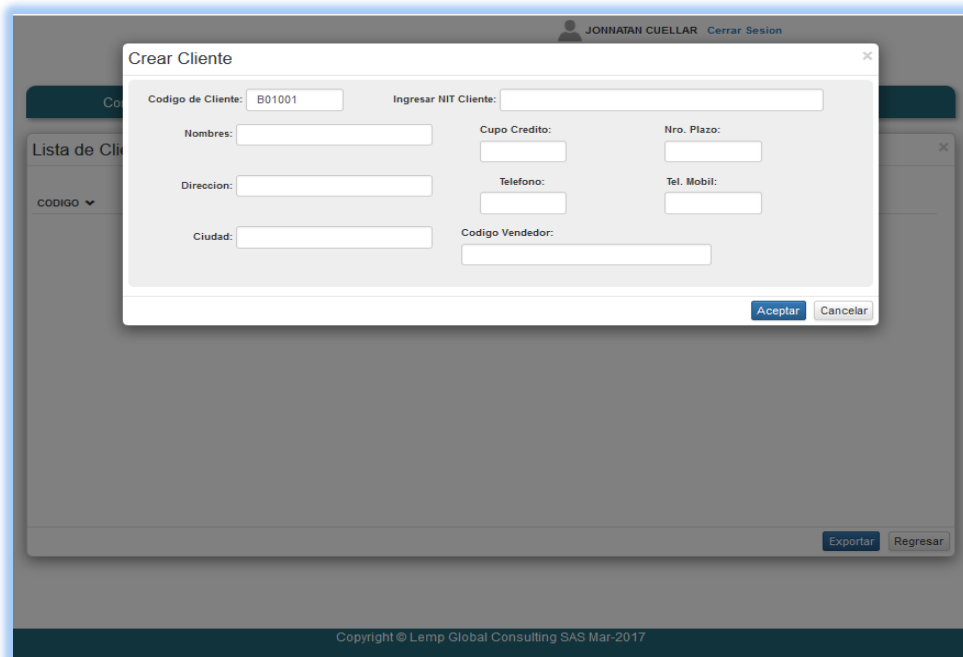 JONNATAN CUELLAR Cerrar Sesion
Crear Cliente ×
Codigo de Cliente: B01001 Ingresar NIT Cliente:
Nombres: Cupo Credito: Nro. Plazo:
Direccion: Telefono: Tel. Mobil:
Ciudad: Codigo Vendedor:
Aceptar Cancelar
Lista de ×
CODIGO
Exportar Regresar
Copyright © Lemp Global Consulting SAS Mar-2017